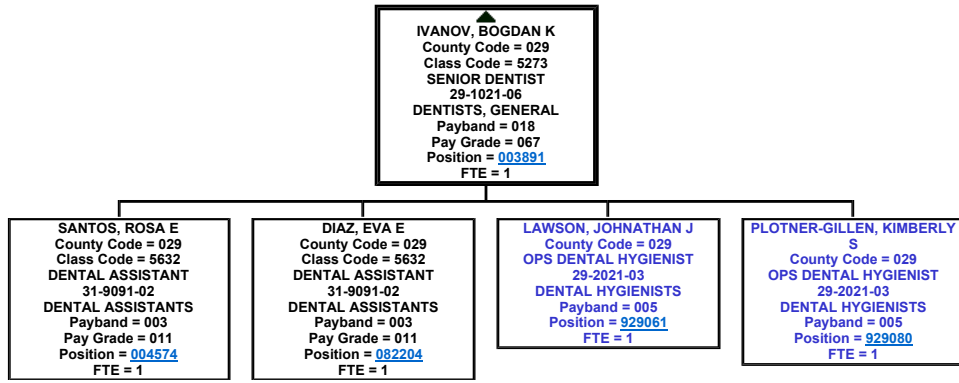 IVANOV, BOGDAN K
County Code = 029
Class Code = 5273
SENIOR DENTIST
29-1021-06
DENTISTS, GENERAL
Payband = 018
Pay Grade = 067
Position = 003891
FTE = 1
SANTOS, ROSA E
County Code = 029
Class Code = 5632
DENTAL ASSISTANT
31-9091-02
DENTAL ASSISTANTS
Payband = 003
Pay Grade = 011
Position = 004574
FTE = 1
DIAZ, EVA E
County Code = 029
Class Code = 5632
DENTAL ASSISTANT
31-9091-02
DENTAL ASSISTANTS
Payband = 003
Pay Grade = 011
Position = 082204
FTE = 1
LAWSON, JOHNATHAN J
County Code = 029
OPS DENTAL HYGIENIST
29-2021-03
DENTAL HYGIENISTS
Payband = 005
Position = 929061
FTE = 1
PLOTNER-GILLEN, KIMBERLY
S
County Code = 029
OPS DENTAL HYGIENIST
29-2021-03
DENTAL HYGIENISTS
Payband = 005
Position = 929080
FTE = 1